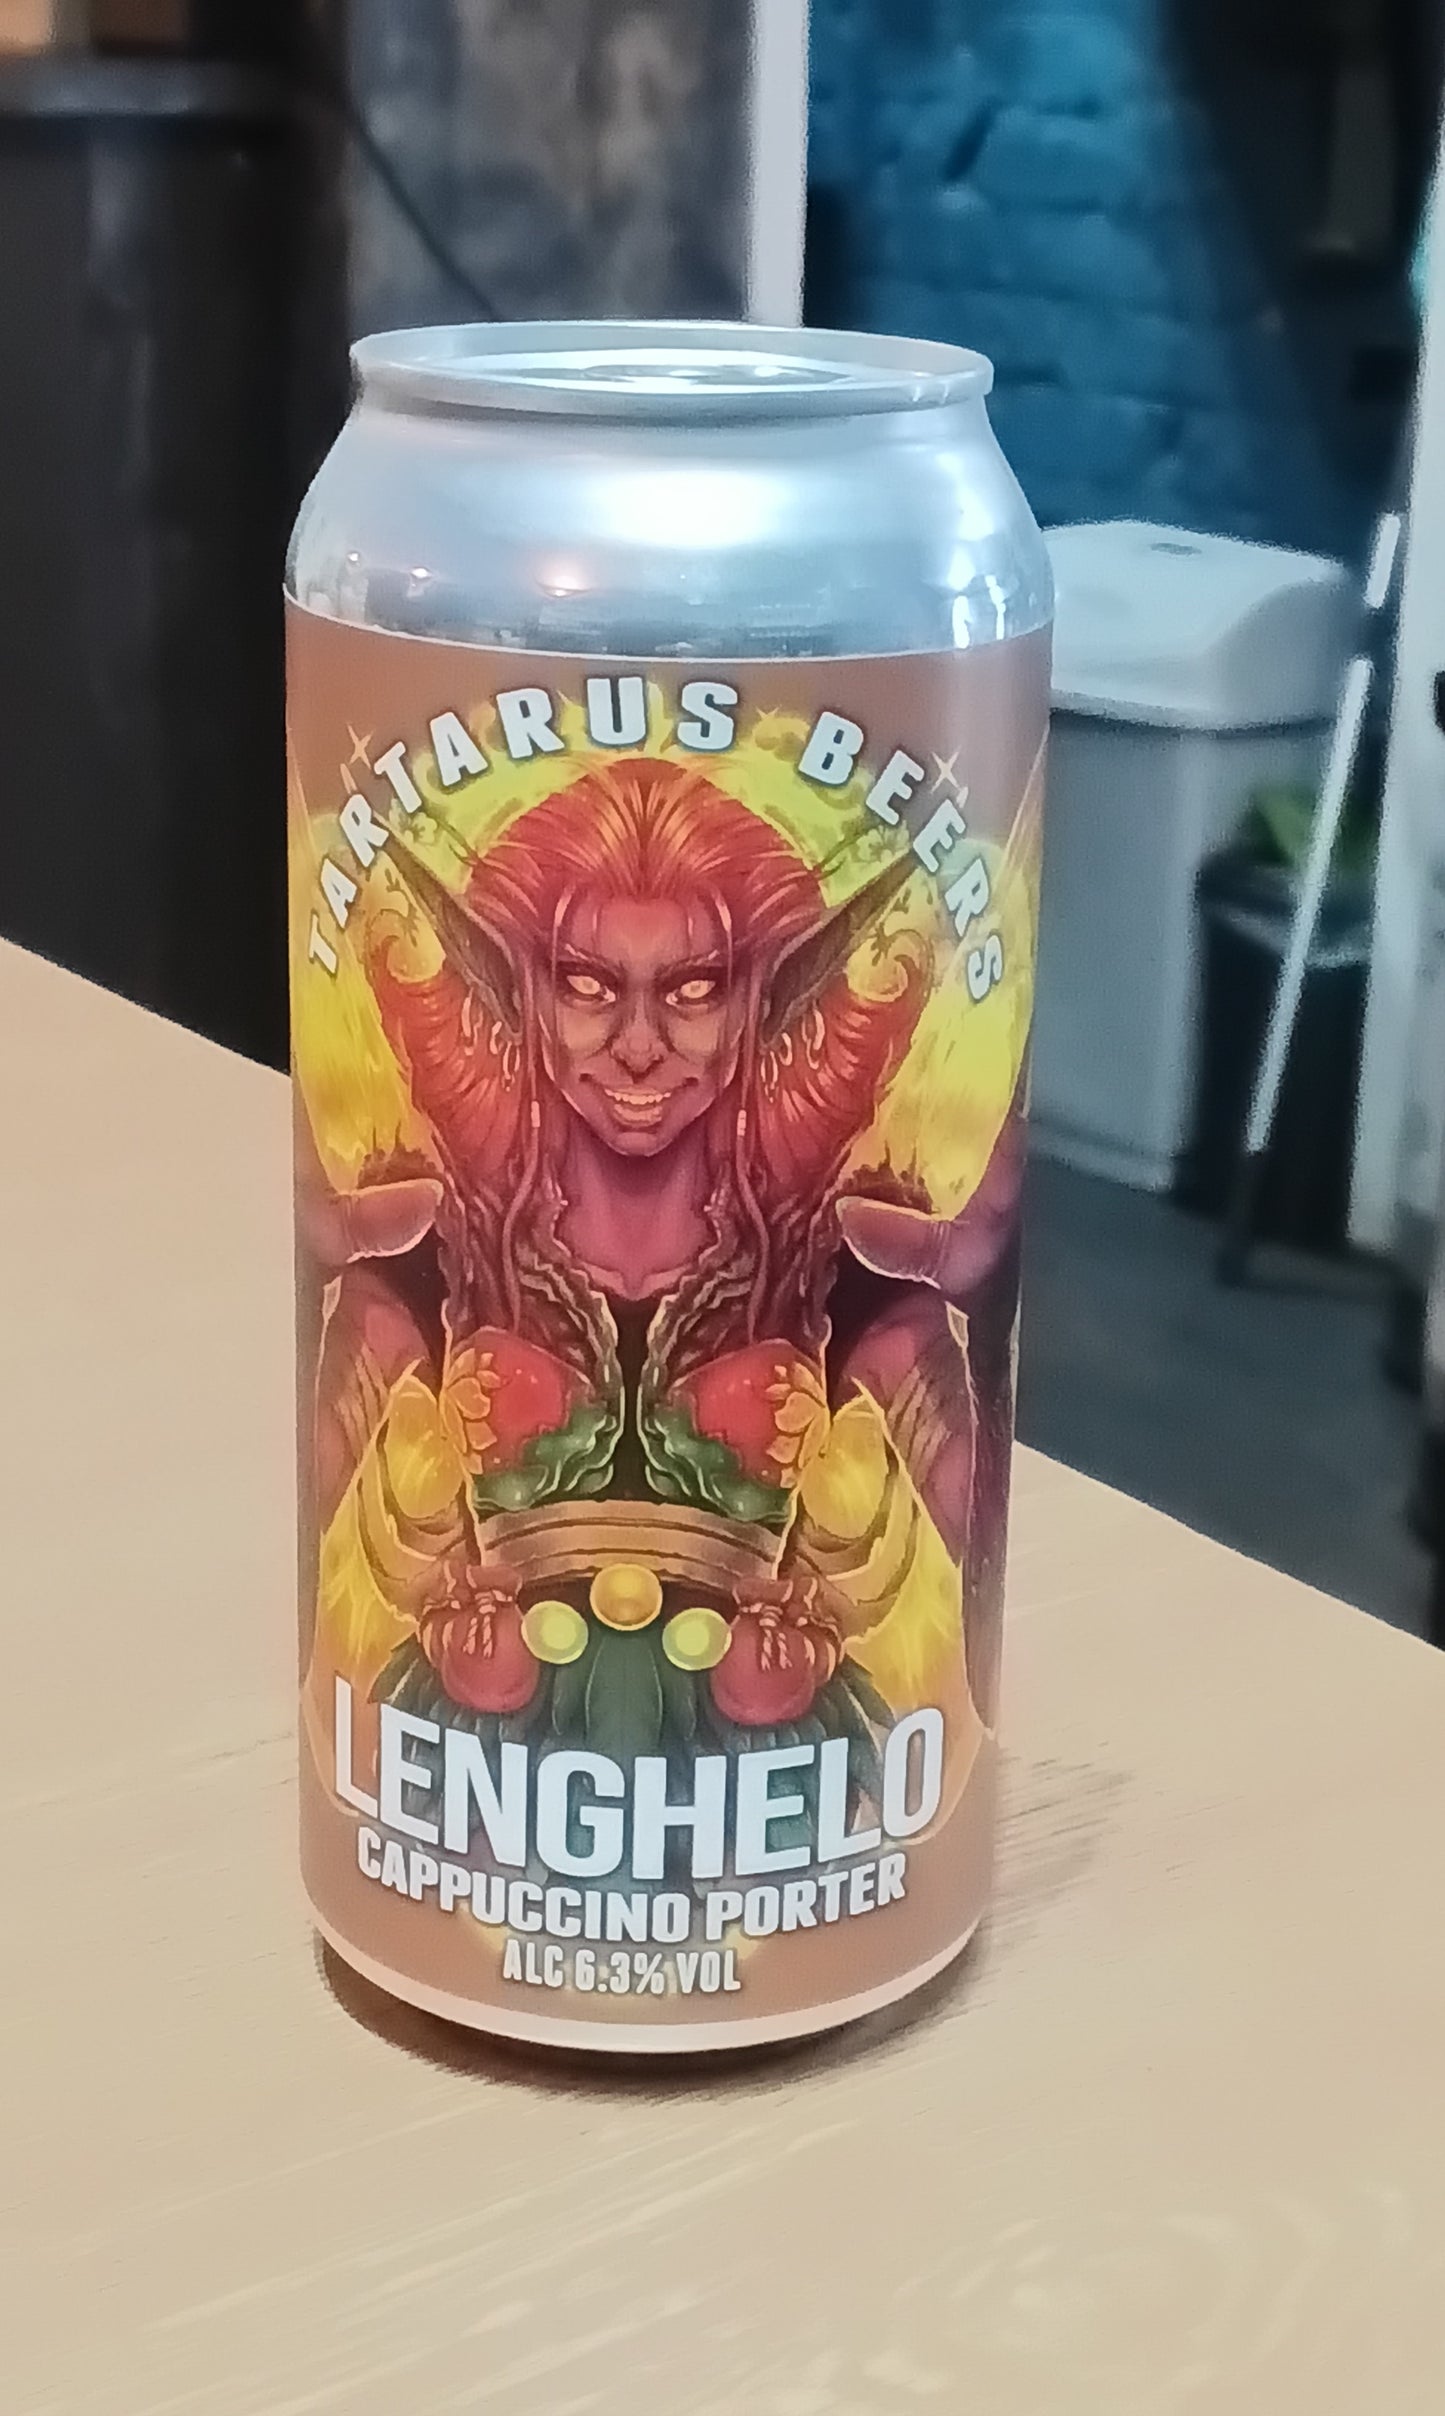 TARTARUS BEERS
LENGHELO
CAPPUCCINO PORTER
ALC 6.3% VOL